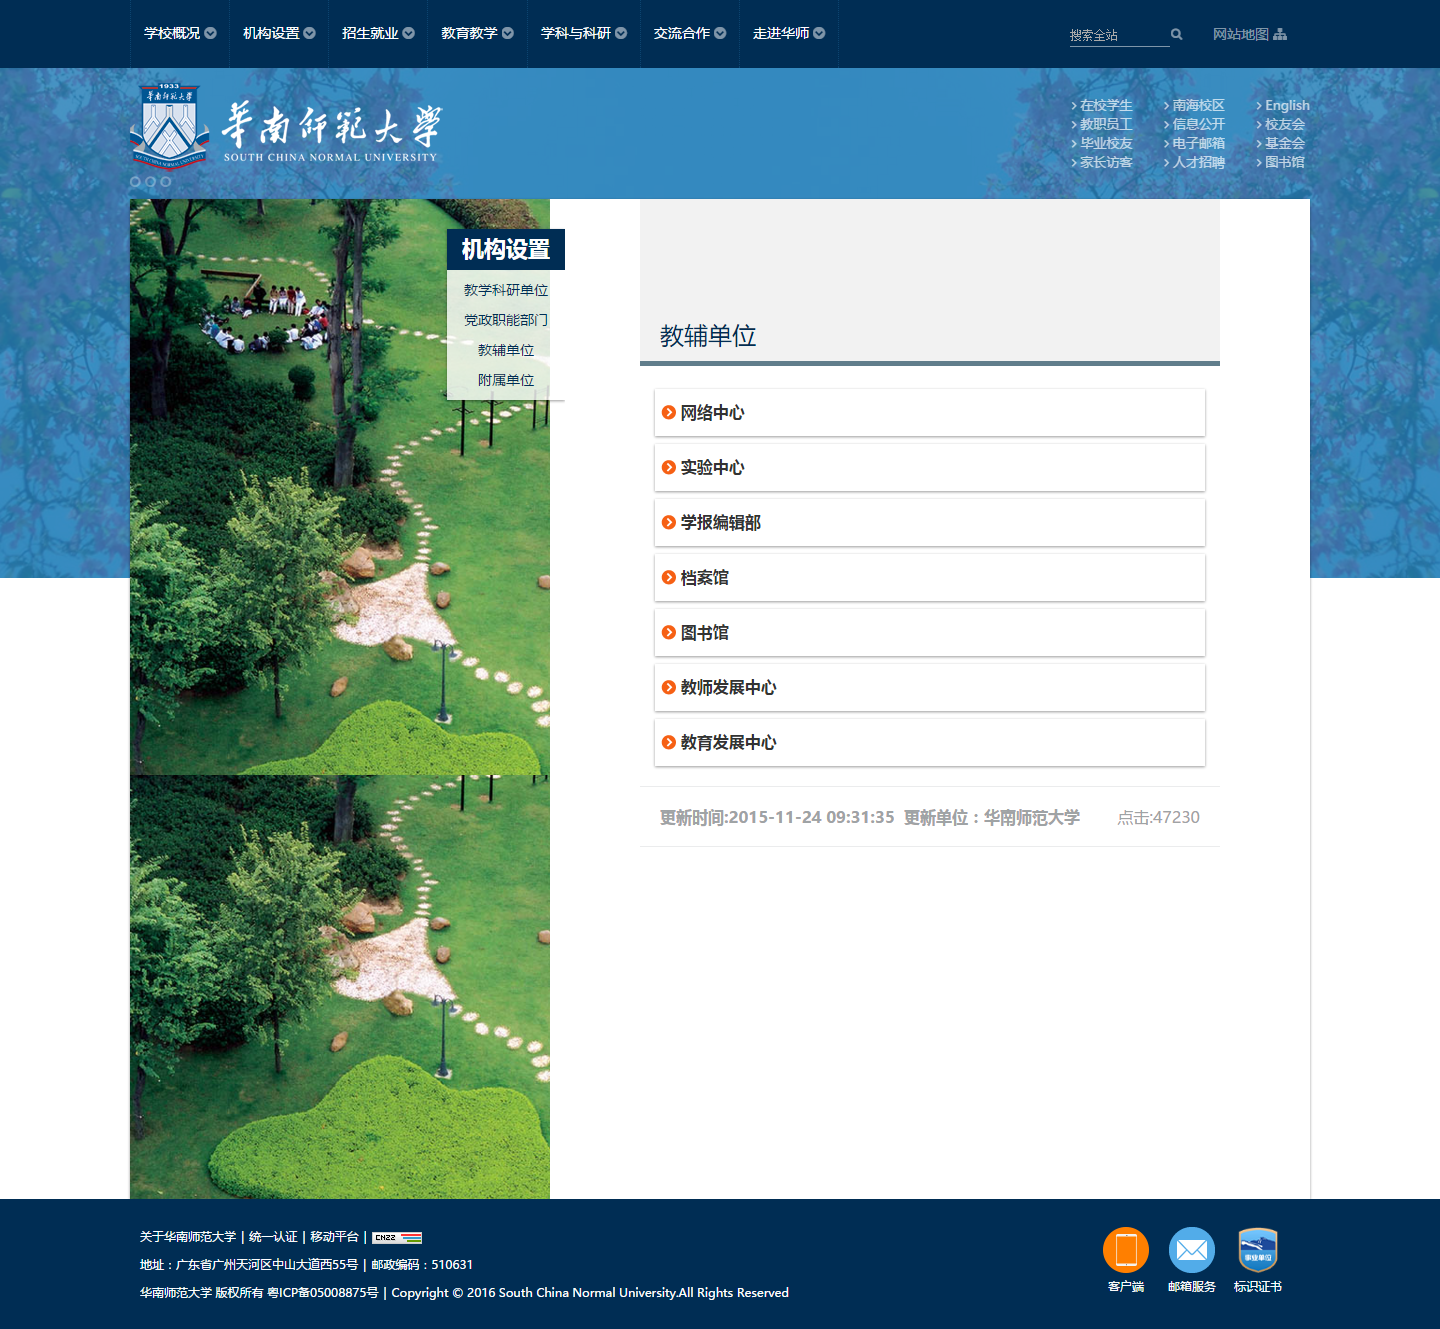 学校概况 机构设置 招生就业 教育教学 学科与科研 交流合作 走进华师 搜索全站 网站地图
1933
华南师范大学
華南师範大学
SOUTH CHINA NORMAL UNIVERSITY
在校学生 南海校区 English
教职员工 信息公开 校友会
毕业校友 电子邮箱 基金会
家长访客 人才招聘 图书馆
机构设置
教学科研单位
党政职能部门
教辅单位
附属单位
教辅单位
网络中心
实验中心
学报编辑部
档案馆
图书馆
教师发展中心
教育发展中心
更新时间:2015-11-24 09:31:35 更新单位：华南师范大学 点击:47230
关于华南师范大学 | 统一认证 | 移动平台 | CNZZ
地址：广东省广州天河区中山大道西55号 | 邮政编码：510631
华南师范大学 版权所有 粤ICP备05008875号 | Copyright © 2016 South China Normal University.All Rights Reserved
事业单位
客户端 邮箱服务 标识证书